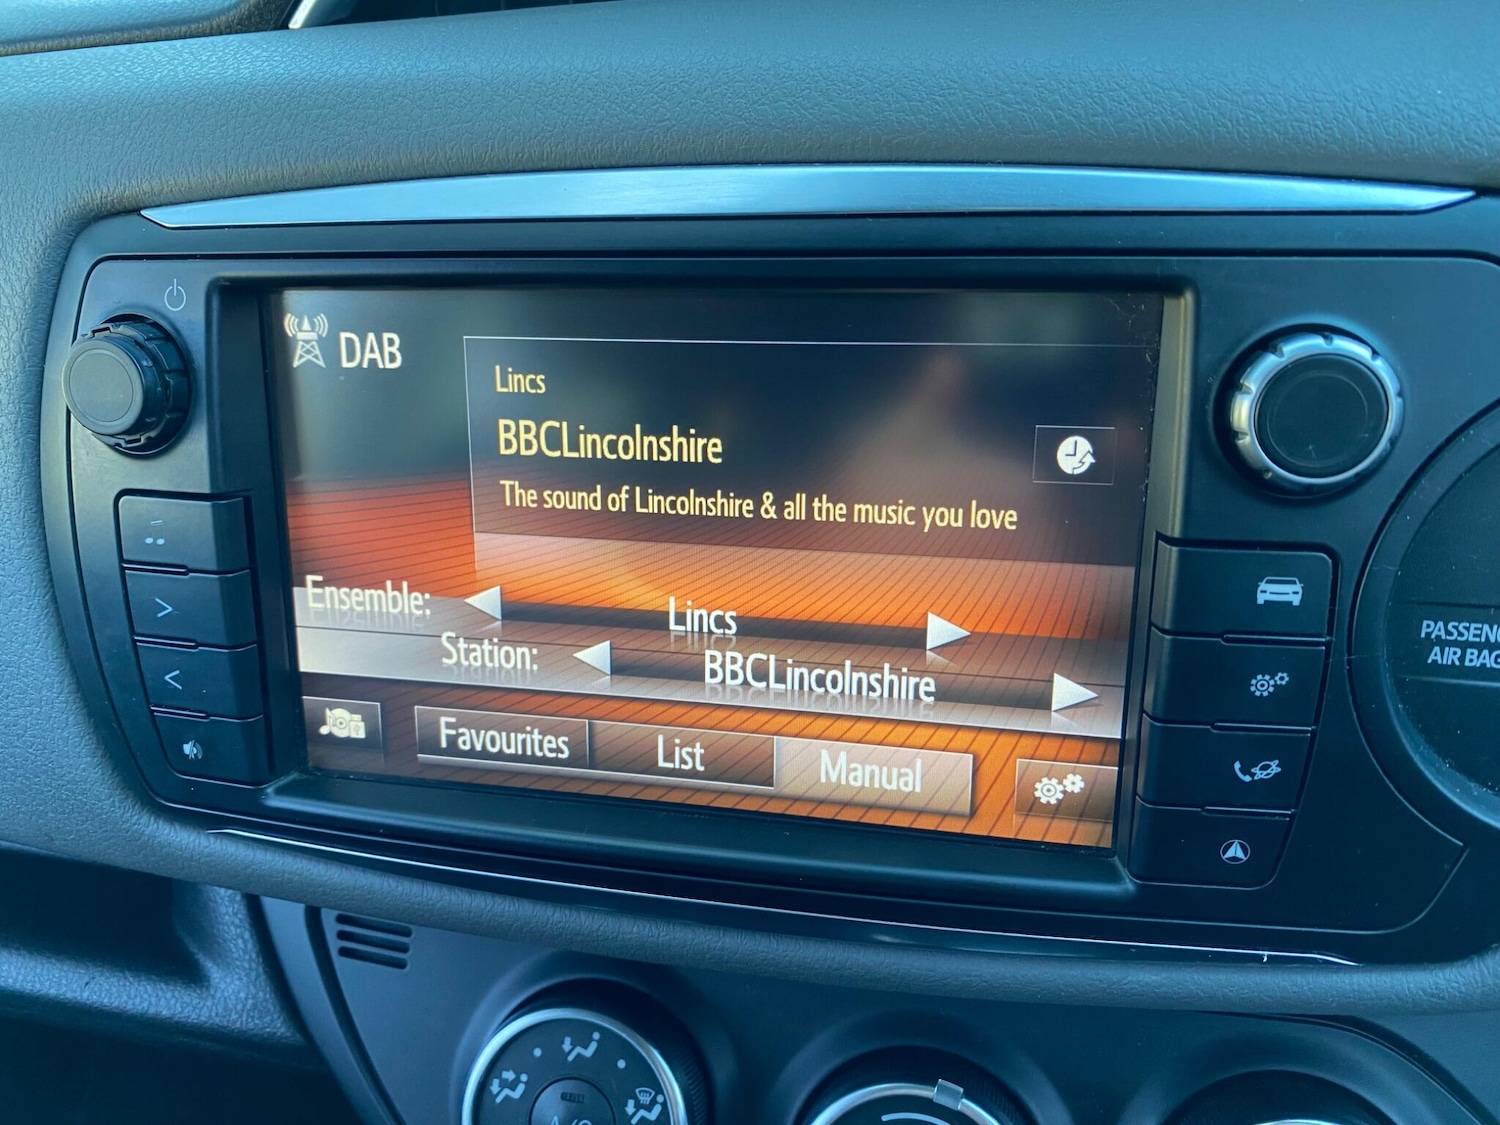 DAB
Lincs
BBCLincolnshire
The sound of Lincolnshire & all the music you love
Ensemble: Lincs
Station: BBCLincolnshire
Favourites List Manual
AIR BAG